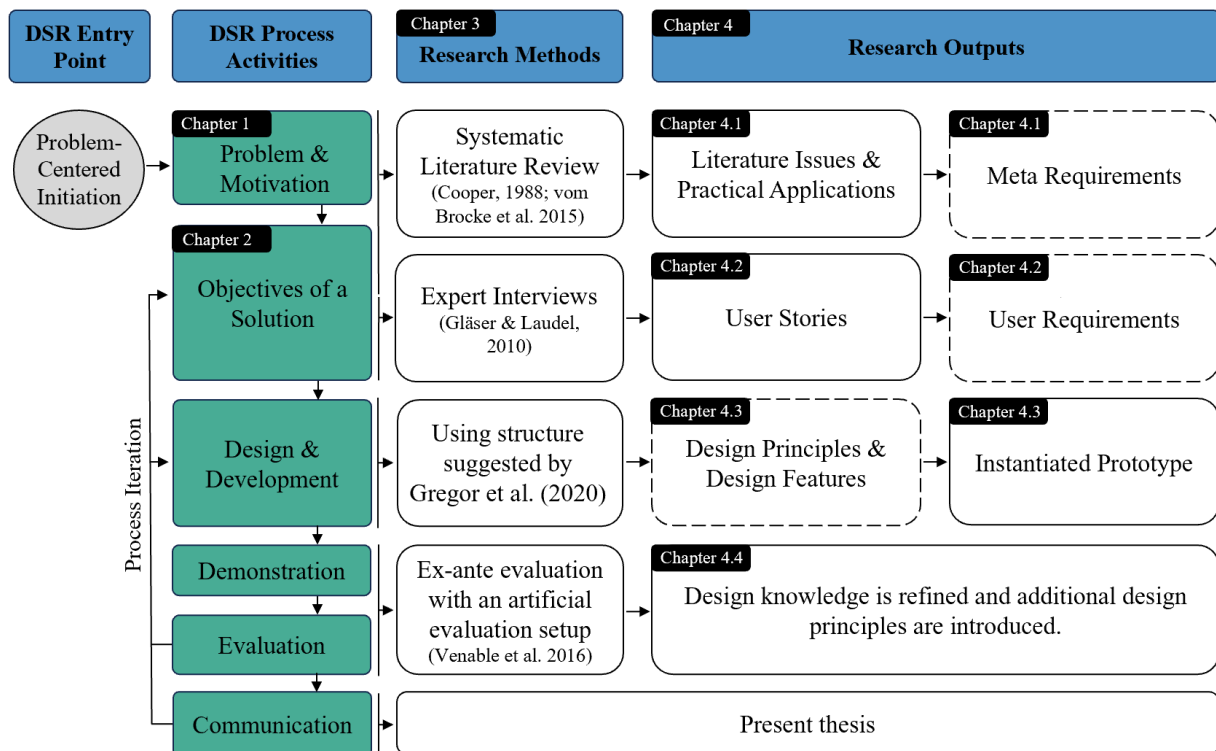 DSR Entry
Point
DSR Process
Activities
Chapter 3
Research Methods
Chapter 4
Research Outputs
Problem-
Centered
Initiation
Chapter 1
Problem &
Motivation
Systematic
Literature Review
(Cooper, 1988; vom
Brocke et al. 2015)
Chapter 4.1
Literature Issues &
Practical Applications
Chapter 4.1
Meta Requirements
Chapter 2
Objectives of a
Solution
Expert Interviews
(Gläser & Laudel,
2010)
Chapter 4.2
User Stories
Chapter 4.2
User Requirements
Process Iteration
Design &
Development
Using structure
suggested by
Gregor et al. (2020)
Chapter 4.3
Design Principles &
Design Features
Chapter 4.3
Instantiated Prototype
Demonstration
Evaluation
Ex-ante evaluation
with an artificial
evaluation setup
(Venable et al. 2016)
Chapter 4.4
Design knowledge is refined and additional design
principles are introduced.
Communication
Present thesis